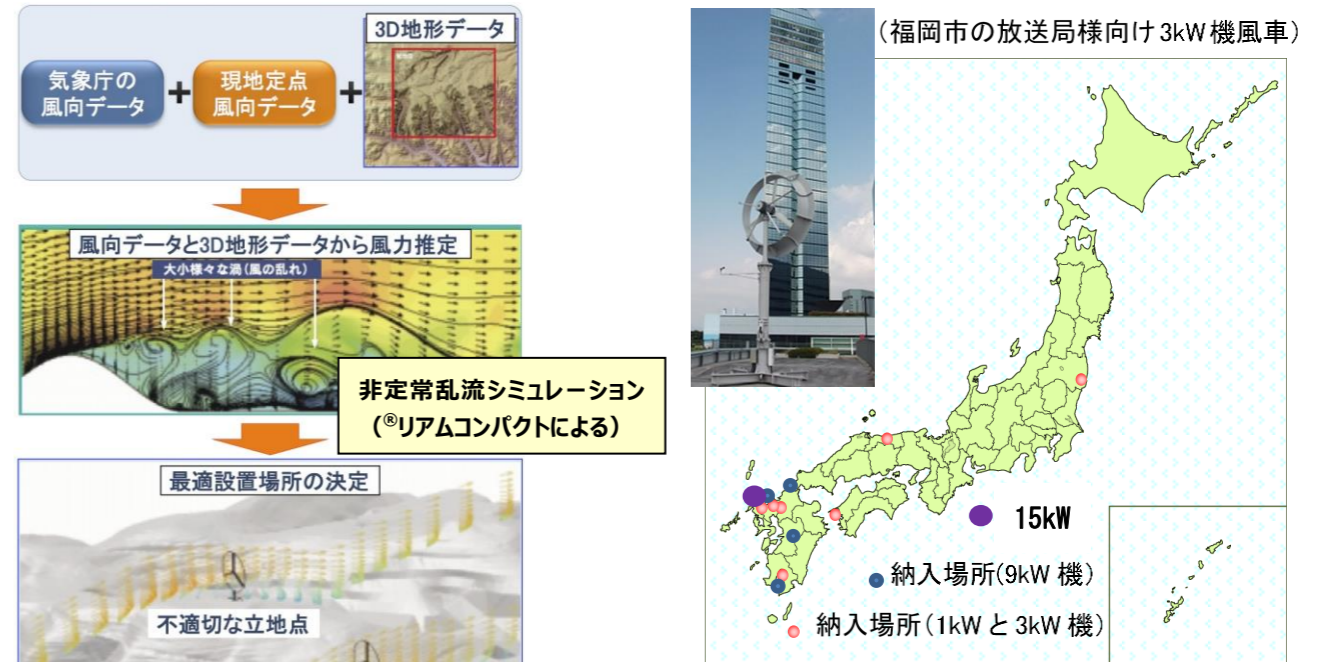 3D地形データ
気象庁の
風向データ
+
現地定点
風向データ
+
風向データと3D地形データから風力推定
大小様々な渦(風の乱れ)
非定常乱流シミュレーション
(®リアムコンパクトによる)
最適設置場所の決定
不適切な立地点
(福岡市の放送局様向け3kW機風車)
15kW
納入場所(9kW機)
納入場所(1kWと3kW機)